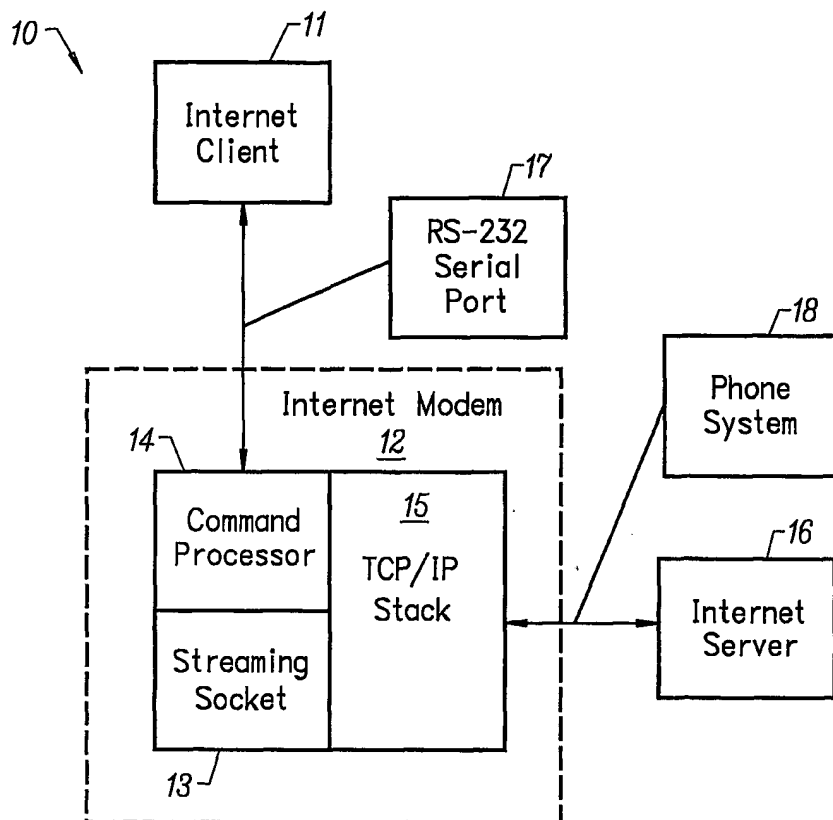 10
11
Internet
Client
17
RS-232
Serial
Port
18
Phone
System
Internet Modem
12
14
Command
Processor
15
TCP/IP
Stack
16
Internet
Server
Streaming
Socket
13